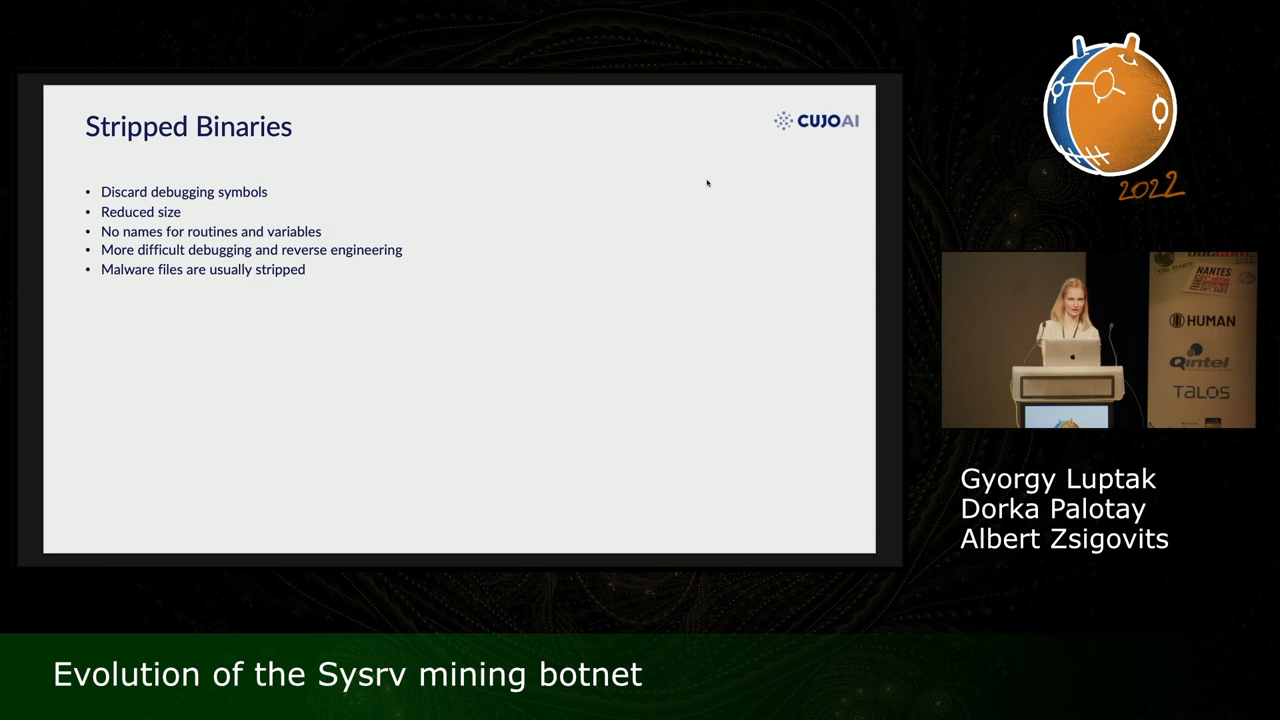 Stripped Binaries
CUJOAI
• Discard debugging symbols
• Reduced size
• No names for routines and variables
• More difficult debugging and reverse engineering
• Malware files are usually stripped
2022
NANTES
HUMAN
Qintel
TALOS
Gyorgy Luptak
Dorka Palotay
Albert Zsigovits
Evolution of the Sysrv mining botnet